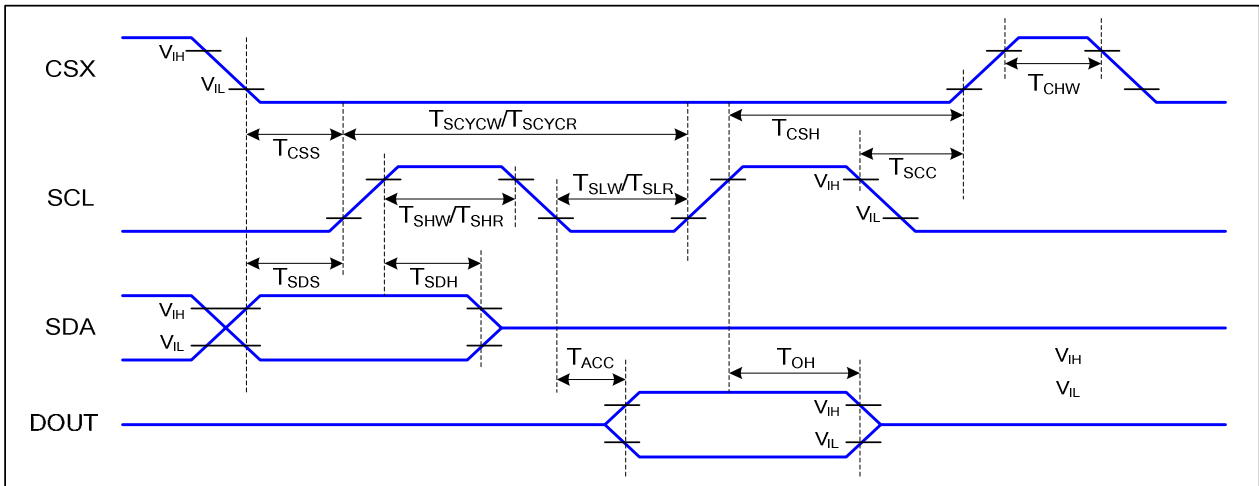 CSX
VIH
VIL
TCHW
TSCYCW/TSCYCR
TCSH
TCSS
TSCC
SCL
TSLW/TSLR
VIH
TSHW/TSHR
VIL
TSDS
TSDH
SDA
VIH
VIL
TACC
TOH
VIH
VIL
DOUT
VIH
VIL